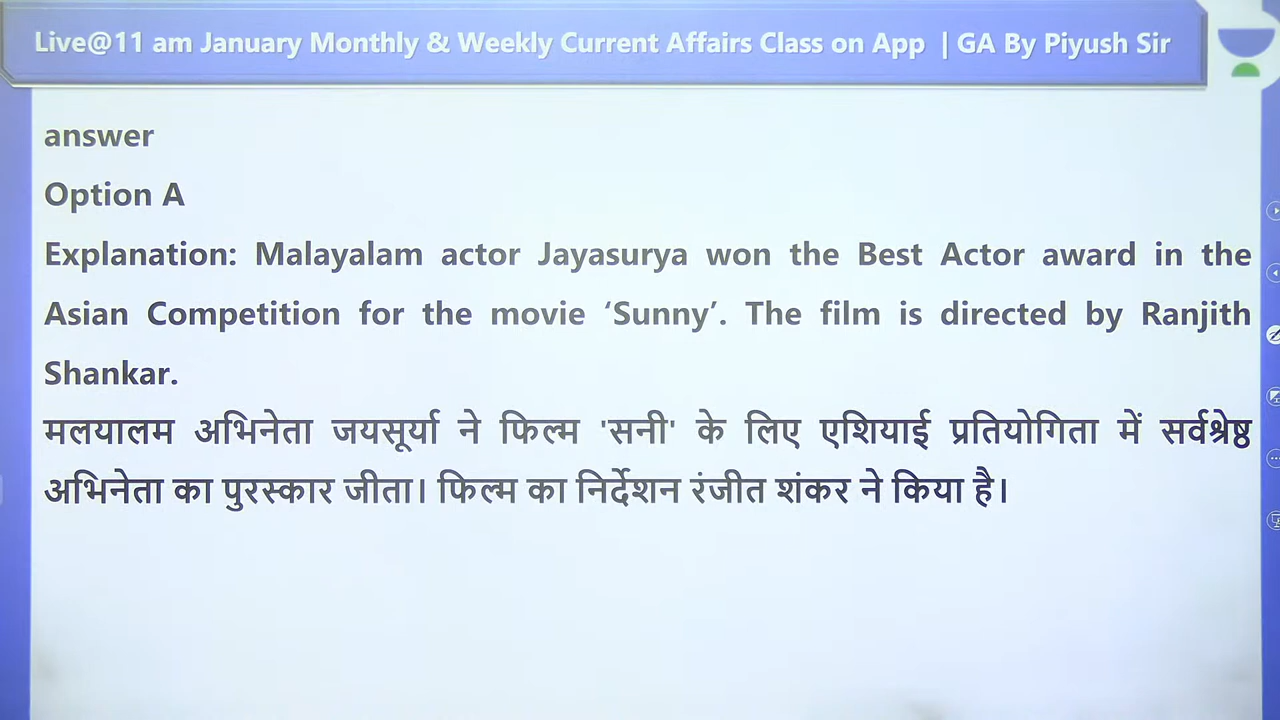 Live@11 am January Monthly & Weekly Current Affairs Class on App | GA By Piyush Sir
answer
Option A
Explanation: Malayalam actor Jayasurya won the Best Actor award in the
Asian Competition for the movie ‘Sunny’. The film is directed by Ranjith
Shankar.
मलयालम अभिनेता जयसूर्या ने फिल्म 'सनी' के लिए एशियाई प्रतियोगिता में सर्वश्रेष्ठ
अभिनेता का पुरस्कार जीता। फिल्म का निर्देशन रंजीत शंकर ने किया है।